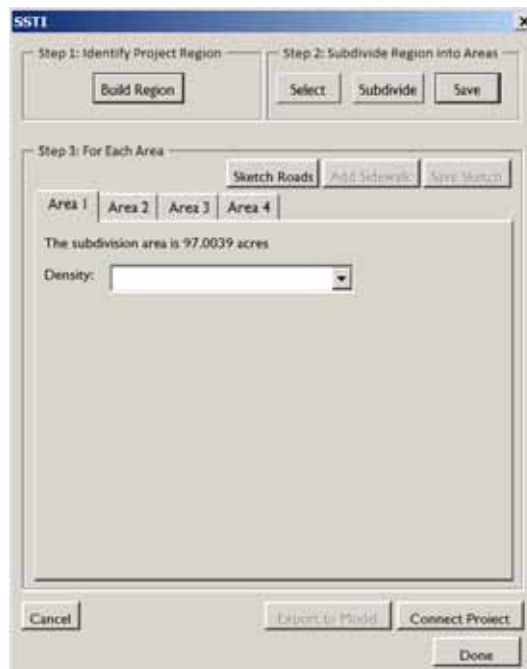 SSTI
Step 1: Identify Project Region
Step 2: Subdivide Region into Areas
Build Region
Select
Subdivide
Save
Step 3: For Each Area
Sketch Roads
Add Sidewalk
Save Sketch
Area 1
Area 2
Area 3
Area 4
The subdivision area is 97.0039 acres
Density:
Cancel
Export to Model
Connect Project
Done